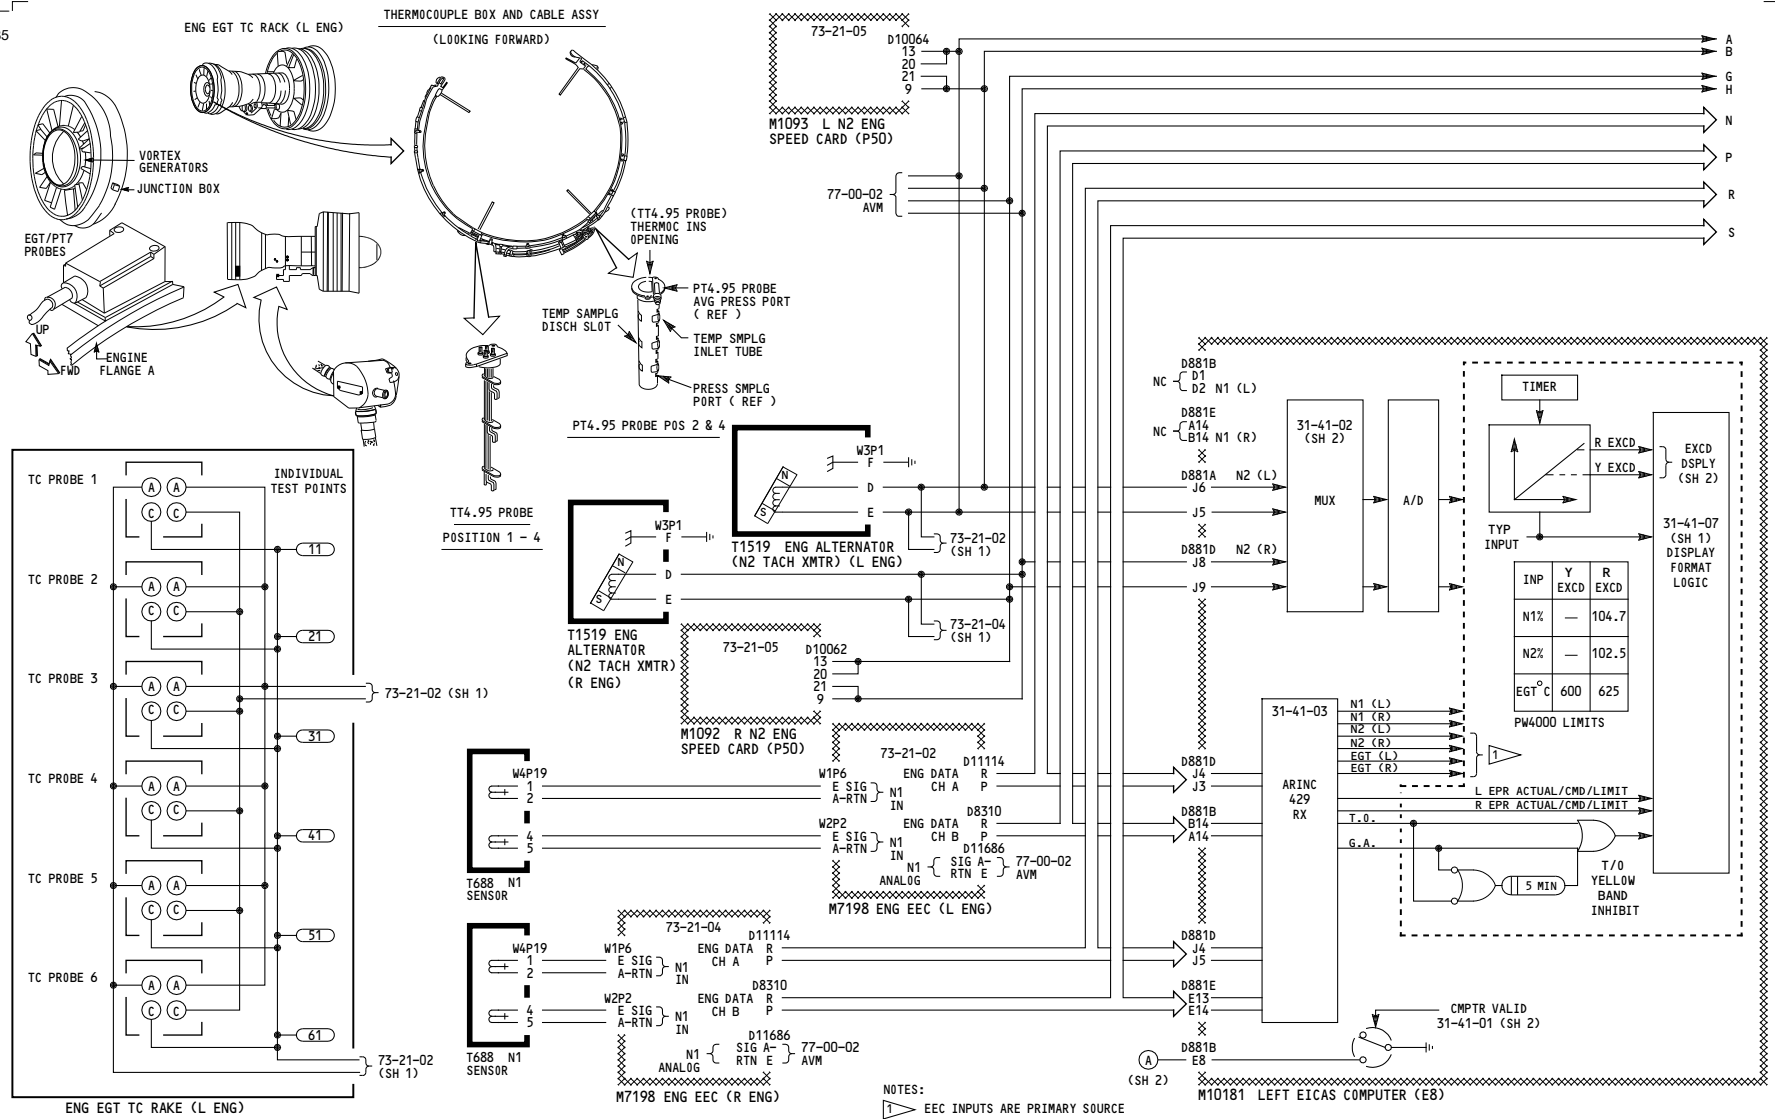 35
ENG EGT TC RACK (L ENG)
THERMOCOUPLE BOX AND CABLE ASSY
(LOOKING FORWARD)
VORTEX
GENERATORS
JUNCTION BOX
EGT/PT7
PROBES
UP
FWD
ENGINE
FLANGE A
(TT4.95 PROBE)
THERMOC INS
OPENING
PT4.95 PROBE
AVG PRESS PORT
( REF )
TEMP SAMPLG
DISCH SLOT
TEMP SMPLG
INLET TUBE
PRESS SMPLG
PORT ( REF )
PT4.95 PROBE POS 2 & 4
TT4.95 PROBE
POSITION 1 - 4
73-21-05
D10064
13
20
21
9
M1093 L N2 ENG
SPEED CARD (P50)
A
B
G
H
N
P
R
S
77-00-02
AVM
INDIVIDUAL
TEST POINTS
TC PROBE 1
A A
C C
11
TC PROBE 2
A A
C C
21
TC PROBE 3
A A
C C
73-21-02 (SH 1)
31
TC PROBE 4
A A
C C
41
TC PROBE 5
A A
C C
51
TC PROBE 6
A A
C C
61
73-21-02
(SH 1)
ENG EGT TC RAKE (L ENG)
W3P1
F
N
D
S
E
T1519 ENG ALTERNATOR
(N2 TACH XMTR) (L ENG)
73-21-02
(SH 1)
W3P1
F
N
D
S
E
T1519 ENG
ALTERNATOR
(N2 TACH XMTR)
(R ENG)
73-21-04
(SH 1)
73-21-05
D10062
13
20
21
9
M1092 R N2 ENG
SPEED CARD (P50)
W4P19
1
2
4
5
T688 N1
SENSOR
73-21-02
D11114
W1P6
E SIG
A-RTN
N1
IN
ENG DATA R
CH A P
D8310
W2P2
E SIG
A-RTN
N1
IN
ENG DATA R
CH B P
D11686
N1
ANALOG
SIG A-
RTN E
77-00-02
AVM
M7198 ENG EEC (L ENG)
W4P19
1
2
4
5
T688 N1
SENSOR
73-21-04
D11114
W1P6
E SIG
A-RTN
N1
IN
ENG DATA R
CH A P
D8310
W2P2
E SIG
A-RTN
N1
IN
ENG DATA R
CH B P
D11686
N1
ANALOG
SIG A-
RTN E
77-00-02
AVM
M7198 ENG EEC (R ENG)
D881B
NC
D1
D2 N1 (L)
D881E
NC
A14
B14 N1 (R)
D881A N2 (L)
J6
J5
D881D N2 (R)
J8
J9
31-41-02
(SH 2)
MUX
A/D
TIMER
R EXCD
Y EXCD
EXCD
DSPLY
(SH 2)
TYP
INPUT
31-41-07
(SH 1)
DISPLAY
FORMAT
LOGIC
INP Y EXCD R EXCD
N1% — 104.7
N2% — 102.5
EGT°C 600 625
PW4000 LIMITS
31-41-03
N1 (L)
N1 (R)
N2 (L)
N2 (R)
EGT (L)
EGT (R)
1
ARINC
429
RX
L EPR ACTUAL/CMD/LIMIT
R EPR ACTUAL/CMD/LIMIT
T.O.
G.A.
5 MIN
T/O
YELLOW
BAND
INHIBIT
D881D
J4
J3
D881B
B14
A14
D881D
J4
J5
D881E
E13
E14
CMPTR VALID
31-41-01 (SH 2)
D881B
A
E8
(SH 2)
M10181 LEFT EICAS COMPUTER (E8)
NOTES:
1 EEC INPUTS ARE PRIMARY SOURCE